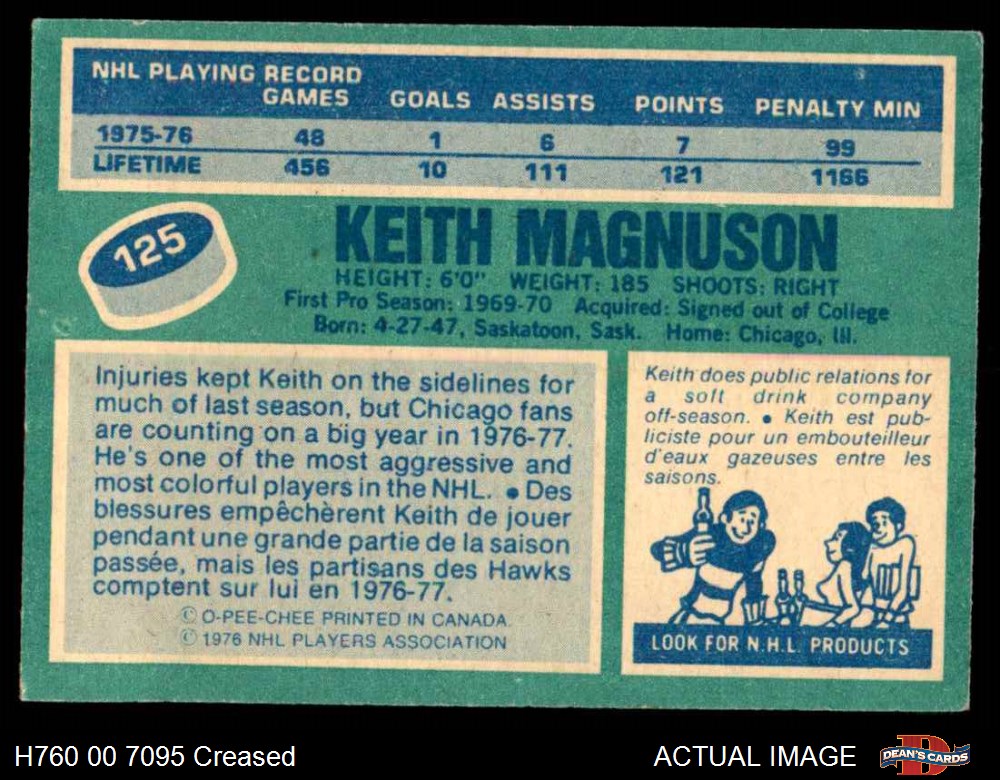 NHL PLAYING RECORD
GAMES GOALS ASSISTS POINTS PENALTY MIN
1975-76 48 1 6 7 99
LIFETIME 456 10 111 121 1166
125
KEITH MAGNUSON
HEIGHT: 6'0" WEIGHT: 185 SHOOTS: RIGHT
First Pro Season: 1969-70 Acquired: Signed out of College
Born: 4-27-47, Saskatoon, Sask. Home: Chicago, Ill.
Injuries kept Keith on the sidelines for
much of last season, but Chicago fans
are counting on a big year in 1976-77.
He's one of the most aggressive and
most colorful players in the NHL. • Des
blessures empêchèrent Keith de jouer
pendant une grande partie de la saison
passée, mais les partisans des Hawks
comptent sur lui en 1976-77.
© O-PEE-CHEE PRINTED IN CANADA
© 1976 NHL PLAYERS ASSOCIATION
Keith does public relations for
a soft drink company
off-season. • Keith est pub-
liciste pour un embouteilleur
d'eaux gazeuses entre les
saisons.
LOOK FOR N.H.L. PRODUCTS
H760 00 7095 Creased
ACTUAL IMAGE
DEAN'S CARDS